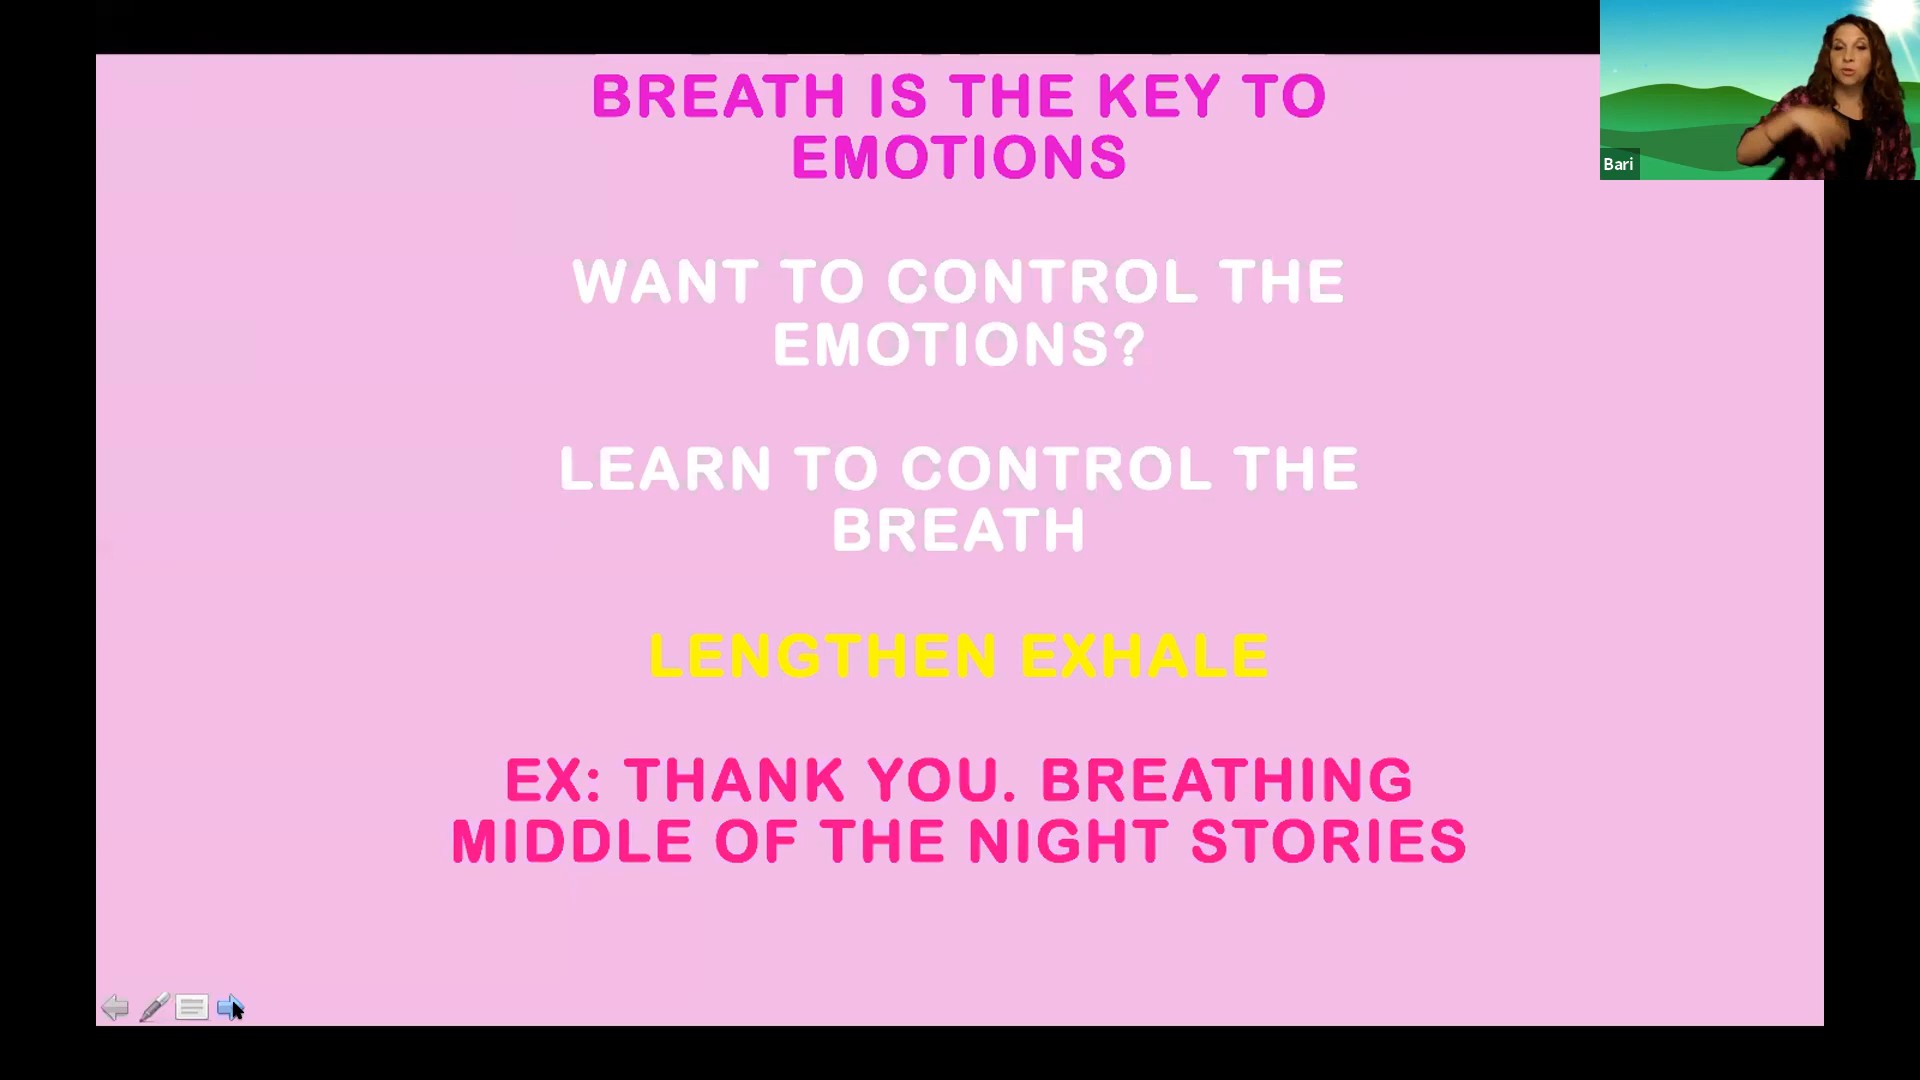 BREATH IS THE KEY TO
EMOTIONS
WANT TO CONTROL THE
EMOTIONS?
LEARN TO CONTROL THE
BREATH
LENGTHEN EXHALE
EX: THANK YOU. BREATHING
MIDDLE OF THE NIGHT STORIES
Bari